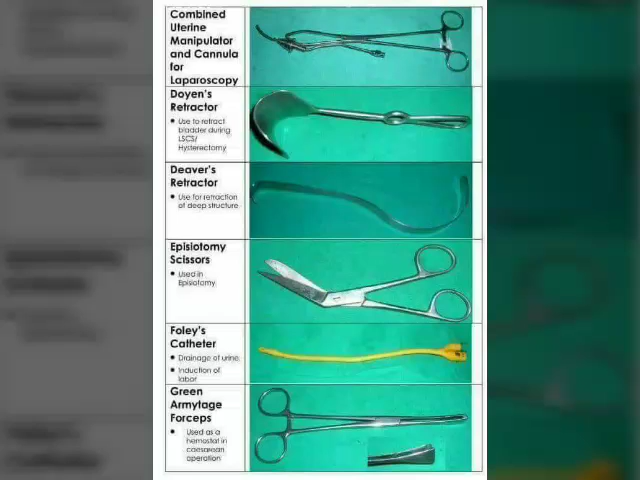 Combined
Uterine
Manipulator
and Cannula
for
Laparoscopy
Doyen's
Retractor
• Use to retract
bladder during
LSCS/
Hysterectomy
Deaver's
Retractor
• Use for retraction
of deep structure
Episiotomy
Scissors
• Used in
Episiotomy
Foley's
Catheter
• Drainage of urine.
• Induction of
labor
Green
Armytage
Forceps
• Used as a
hemostat in
caesarean
operation